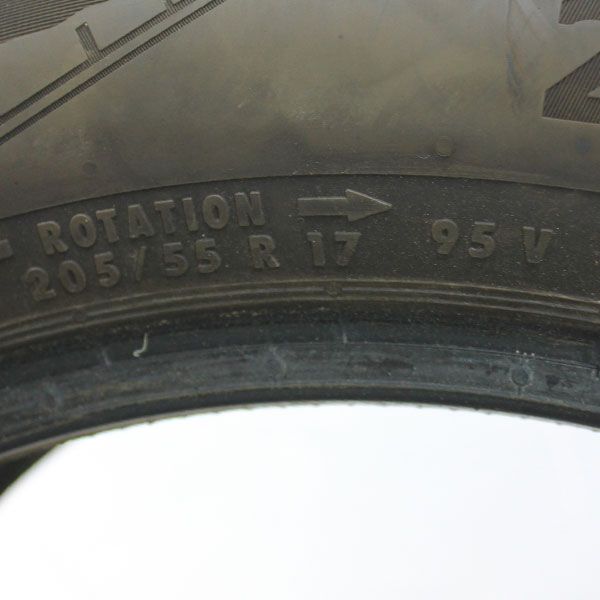 ROTATION →
205/55 R 17 95 V